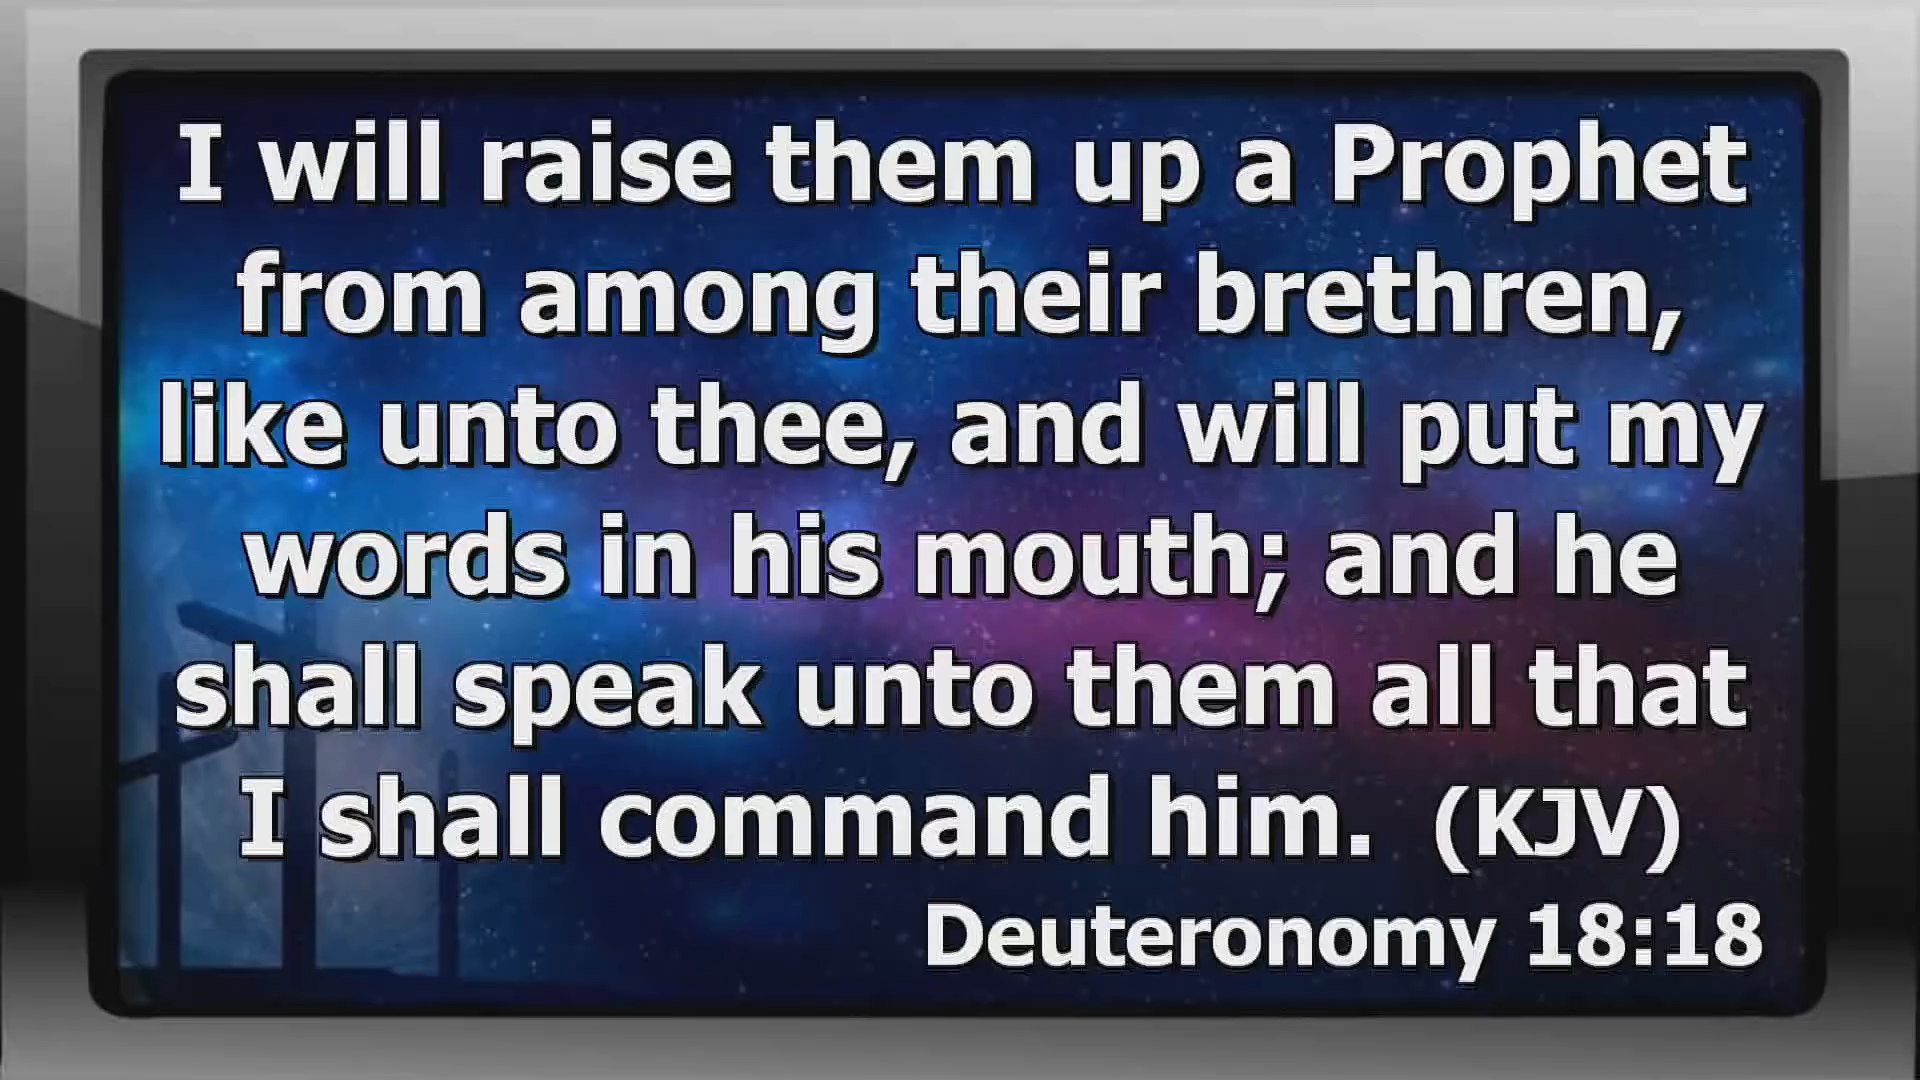 I will raise them up a Prophet
from among their brethren,
like unto thee, and will put my
words in his mouth; and he
shall speak unto them all that
I shall command him.  (KJV)
Deuteronomy 18:18